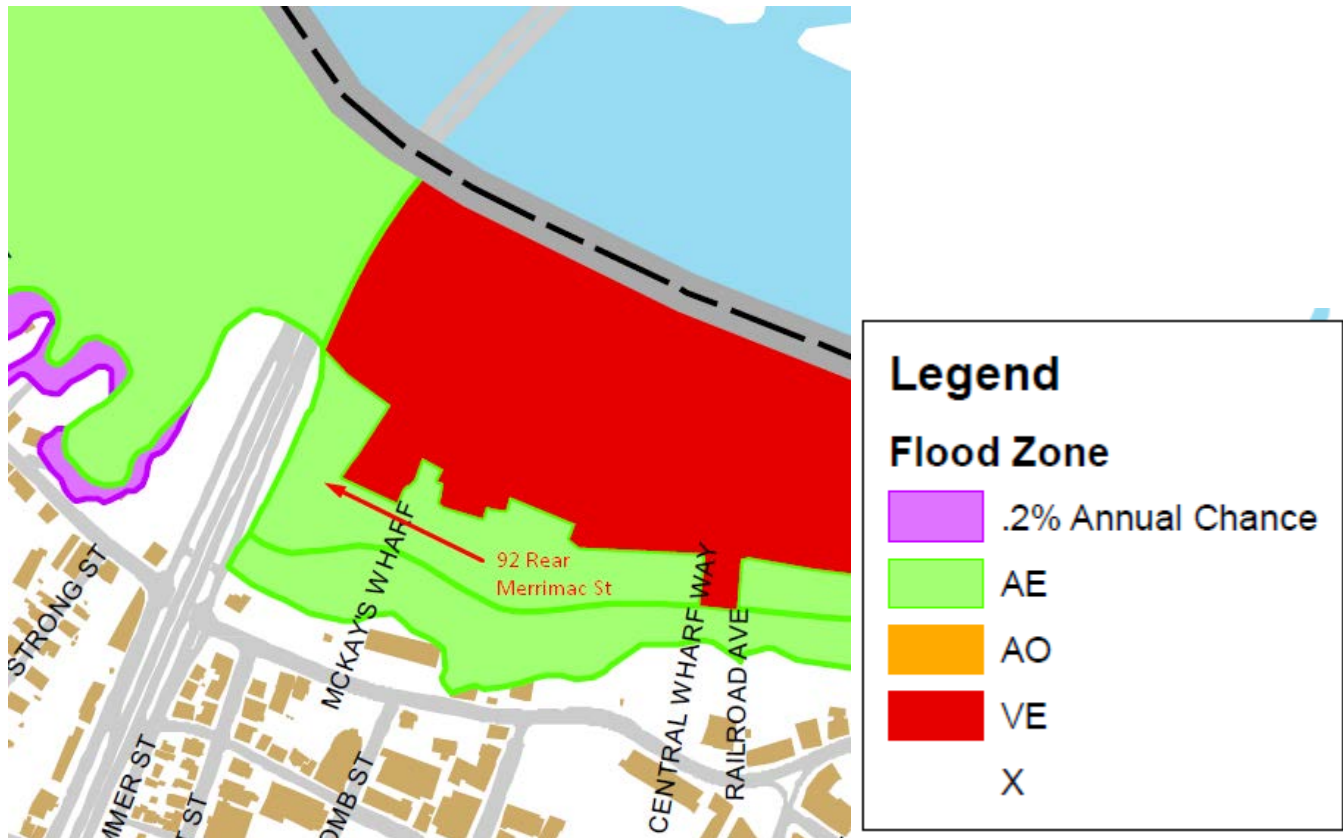 92 Rear
Merrimac St
MCKAY'S WHARF
CENTRAL WHARF WAY
RAILROAD AVE
STRONG ST
MMER ST
T ST
OMB ST
Legend
Flood Zone
.2% Annual Chance
AE
AO
VE
X